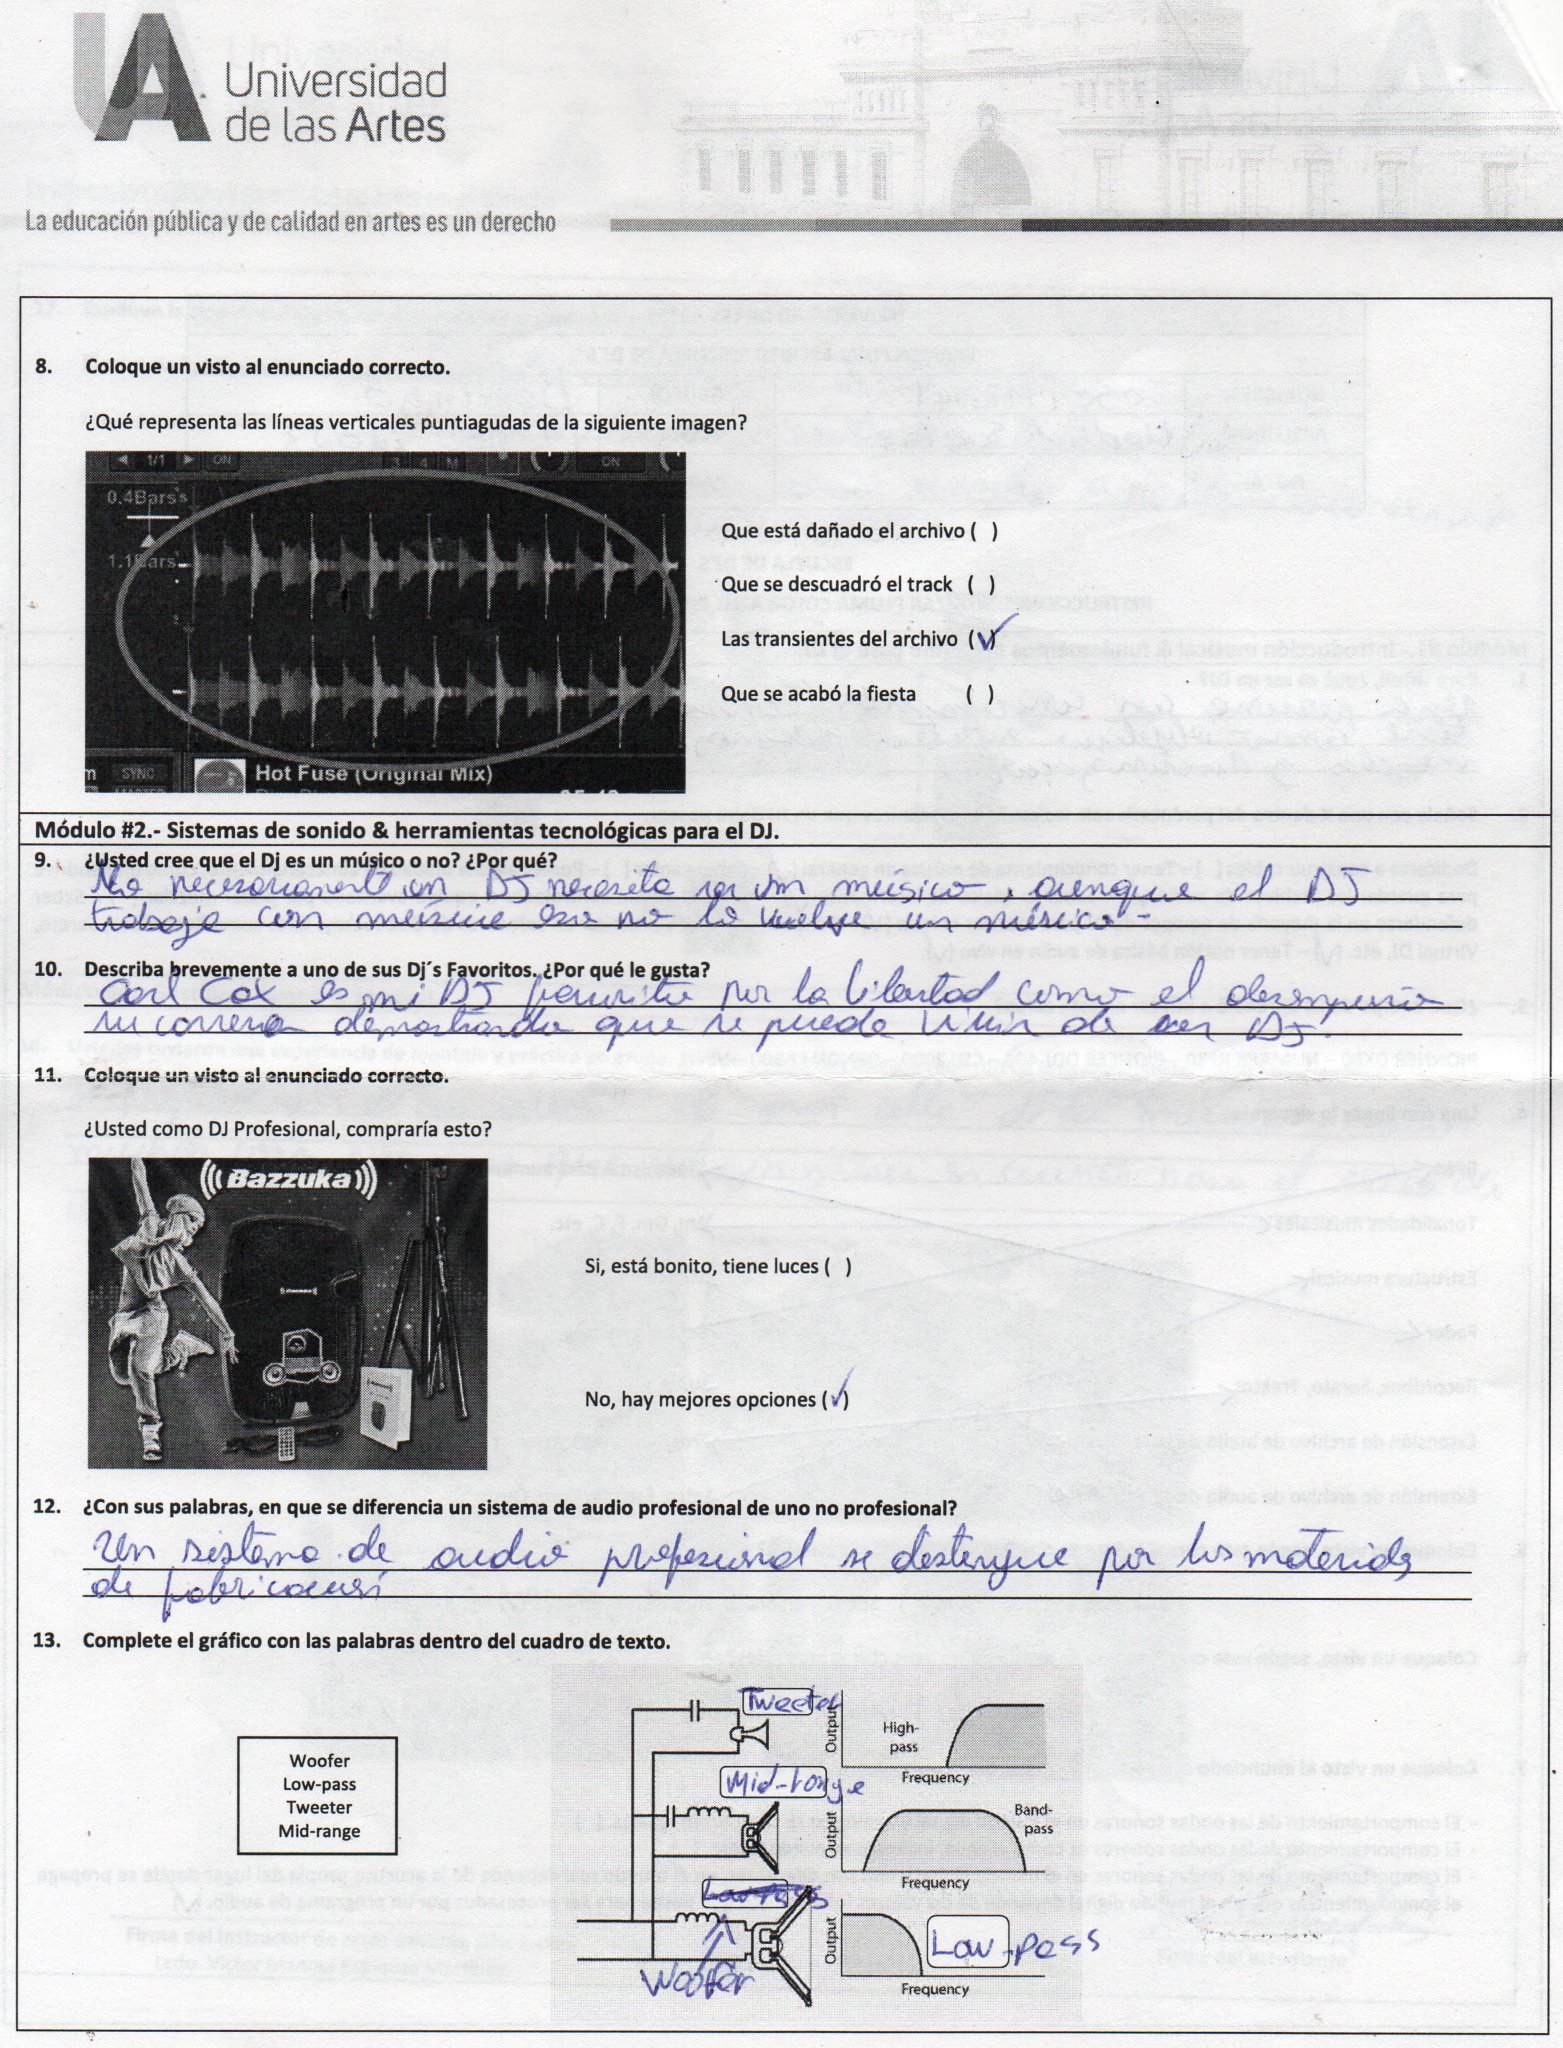 UA Universidad
de las Artes
La educación pública y de calidad en artes es un derecho
8. Coloque un visto al enunciado correcto.
¿Qué representa las líneas verticales puntiagudas de la siguiente imagen?
1/1 ON 3 4 M ON
0.4Bars
1.1Bars
SYNC
Hot Fuse (Original Mix)
Que está dañado el archivo ( )
Que se descuadró el track ( )
Las transientes del archivo (✓)
Que se acabó la fiesta ( )
Módulo #2.- Sistemas de sonido & herramientas tecnológicas para el DJ.
9. ¿Usted cree que el Dj es un músico o no? ¿Por qué?
No necesariamente un DJ necesita ser un músico, aunque el DJ
trabaje con música eso no lo vuelve un músico-
10. Describa brevemente a uno de sus Dj´s Favoritos. ¿Por qué le gusta?
Carl Cox es mi DJ favorito por la libertad como el desempeña
su carrera demostrando que se puede vivir de ser DJ.
11. Coloque un visto al enunciado correcto.
¿Usted como DJ Profesional, compraría esto?
Bazzuka
Si, está bonito, tiene luces ( )
No, hay mejores opciones (✓)
12. ¿Con sus palabras, en que se diferencia un sistema de audio profesional de uno no profesional?
Un sistema de audio profesional se destingue por los materiales
de fabricación
13. Complete el gráfico con las palabras dentro del cuadro de texto.
Woofer
Low-pass
Tweeter
Mid-range
Tweeter
Output
High-
pass
Frequency
Mid-range
Output
Band-
pass
Frequency
Low-pass
Woofer
Output
Low-pass
Frequency